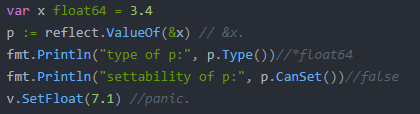 var x float64 = 3.4
p := reflect.ValueOf(&x) // &x.
fmt.Println("type of p:", p.Type())//*float64
fmt.Println("settability of p:", p.CanSet())//false
v.SetFloat(7.1) //panic.